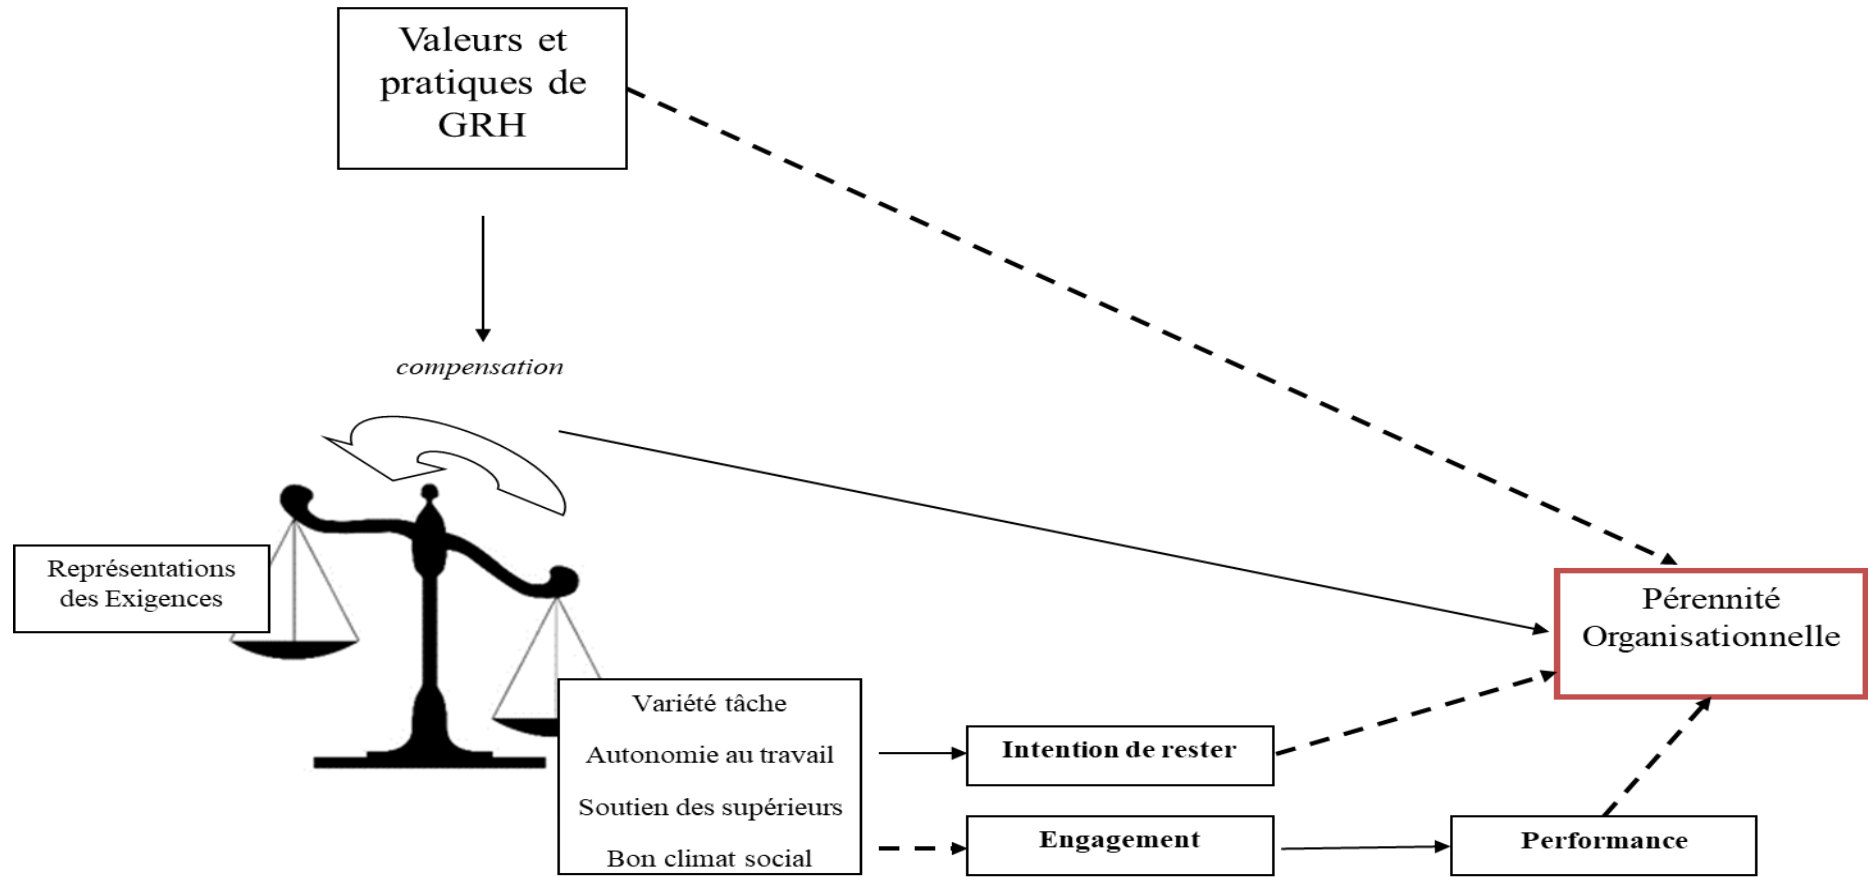 Valeurs et
pratiques de
GRH
compensation
Représentations
des Exigences
Pérennité
Organisationnelle
Variété tâche
Autonomie au travail
Soutien des supérieurs
Bon climat social
Intention de rester
Engagement
Performance